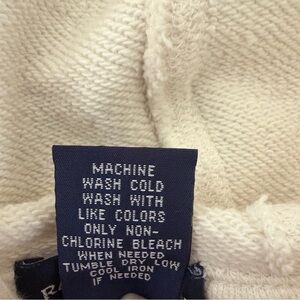 MACHINE
WASH COLD
WASH WITH
LIKE COLORS
ONLY NON-
CHLORINE BLEACH
WHEN NEEDED
TUMBLE DRY LOW
COOL IRON
IF NEEDED